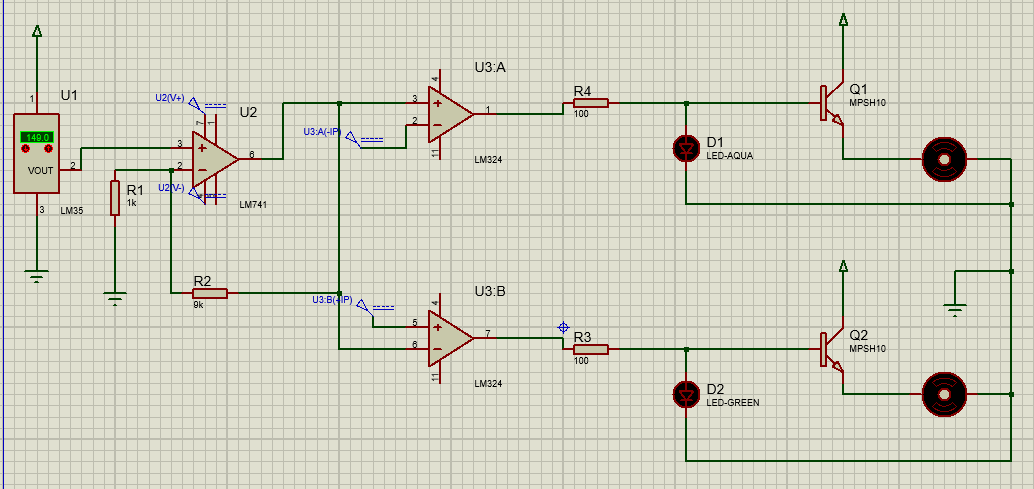 U1
1
149.0
VOUT
2
3
LM35
R1
1k
U2(V+)
U2
7
1
3
2
6
U2(V-)
LM741
R2
9k
U3:A
4
3
2
1
11
LM324
U3:A(-IP)
U3:B
U3:B(+IP)
4
5
6
7
11
LM324
R4
100
D1
LED-AQUA
Q1
MPSH10
R3
100
D2
LED-GREEN
Q2
MPSH10